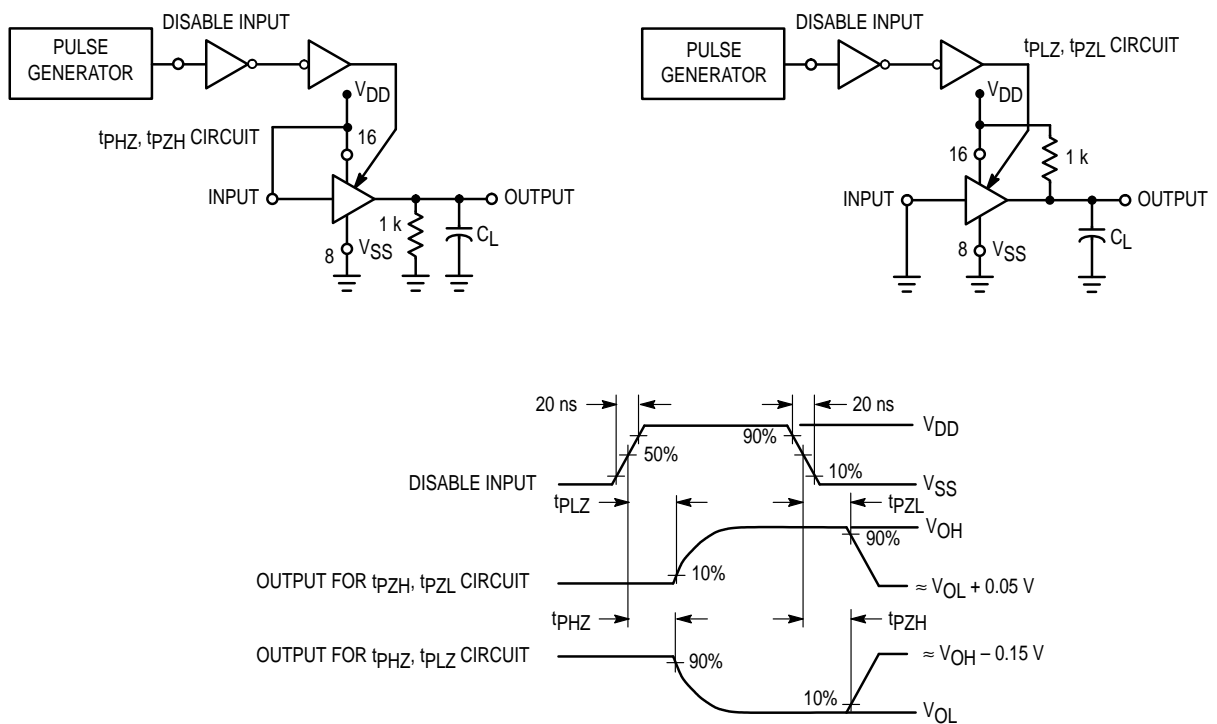 DISABLE INPUT
PULSE
GENERATOR
VDD
tPHZ, tPZH CIRCUIT
16
INPUT
OUTPUT
1 k
CL
8
VSS
DISABLE INPUT
PULSE
GENERATOR
tPLZ, tPZL CIRCUIT
VDD
16
1 k
INPUT
OUTPUT
CL
8
VSS
20 ns
20 ns
VDD
90%
50%
10%
DISABLE INPUT
VSS
tPLZ
tPZL
VOH
90%
10%
OUTPUT FOR tPZH, tPZL CIRCUIT
≈ VOL + 0.05 V
tPHZ
tPZH
OUTPUT FOR tPHZ, tPLZ CIRCUIT
90%
≈ VOH – 0.15 V
10%
VOL